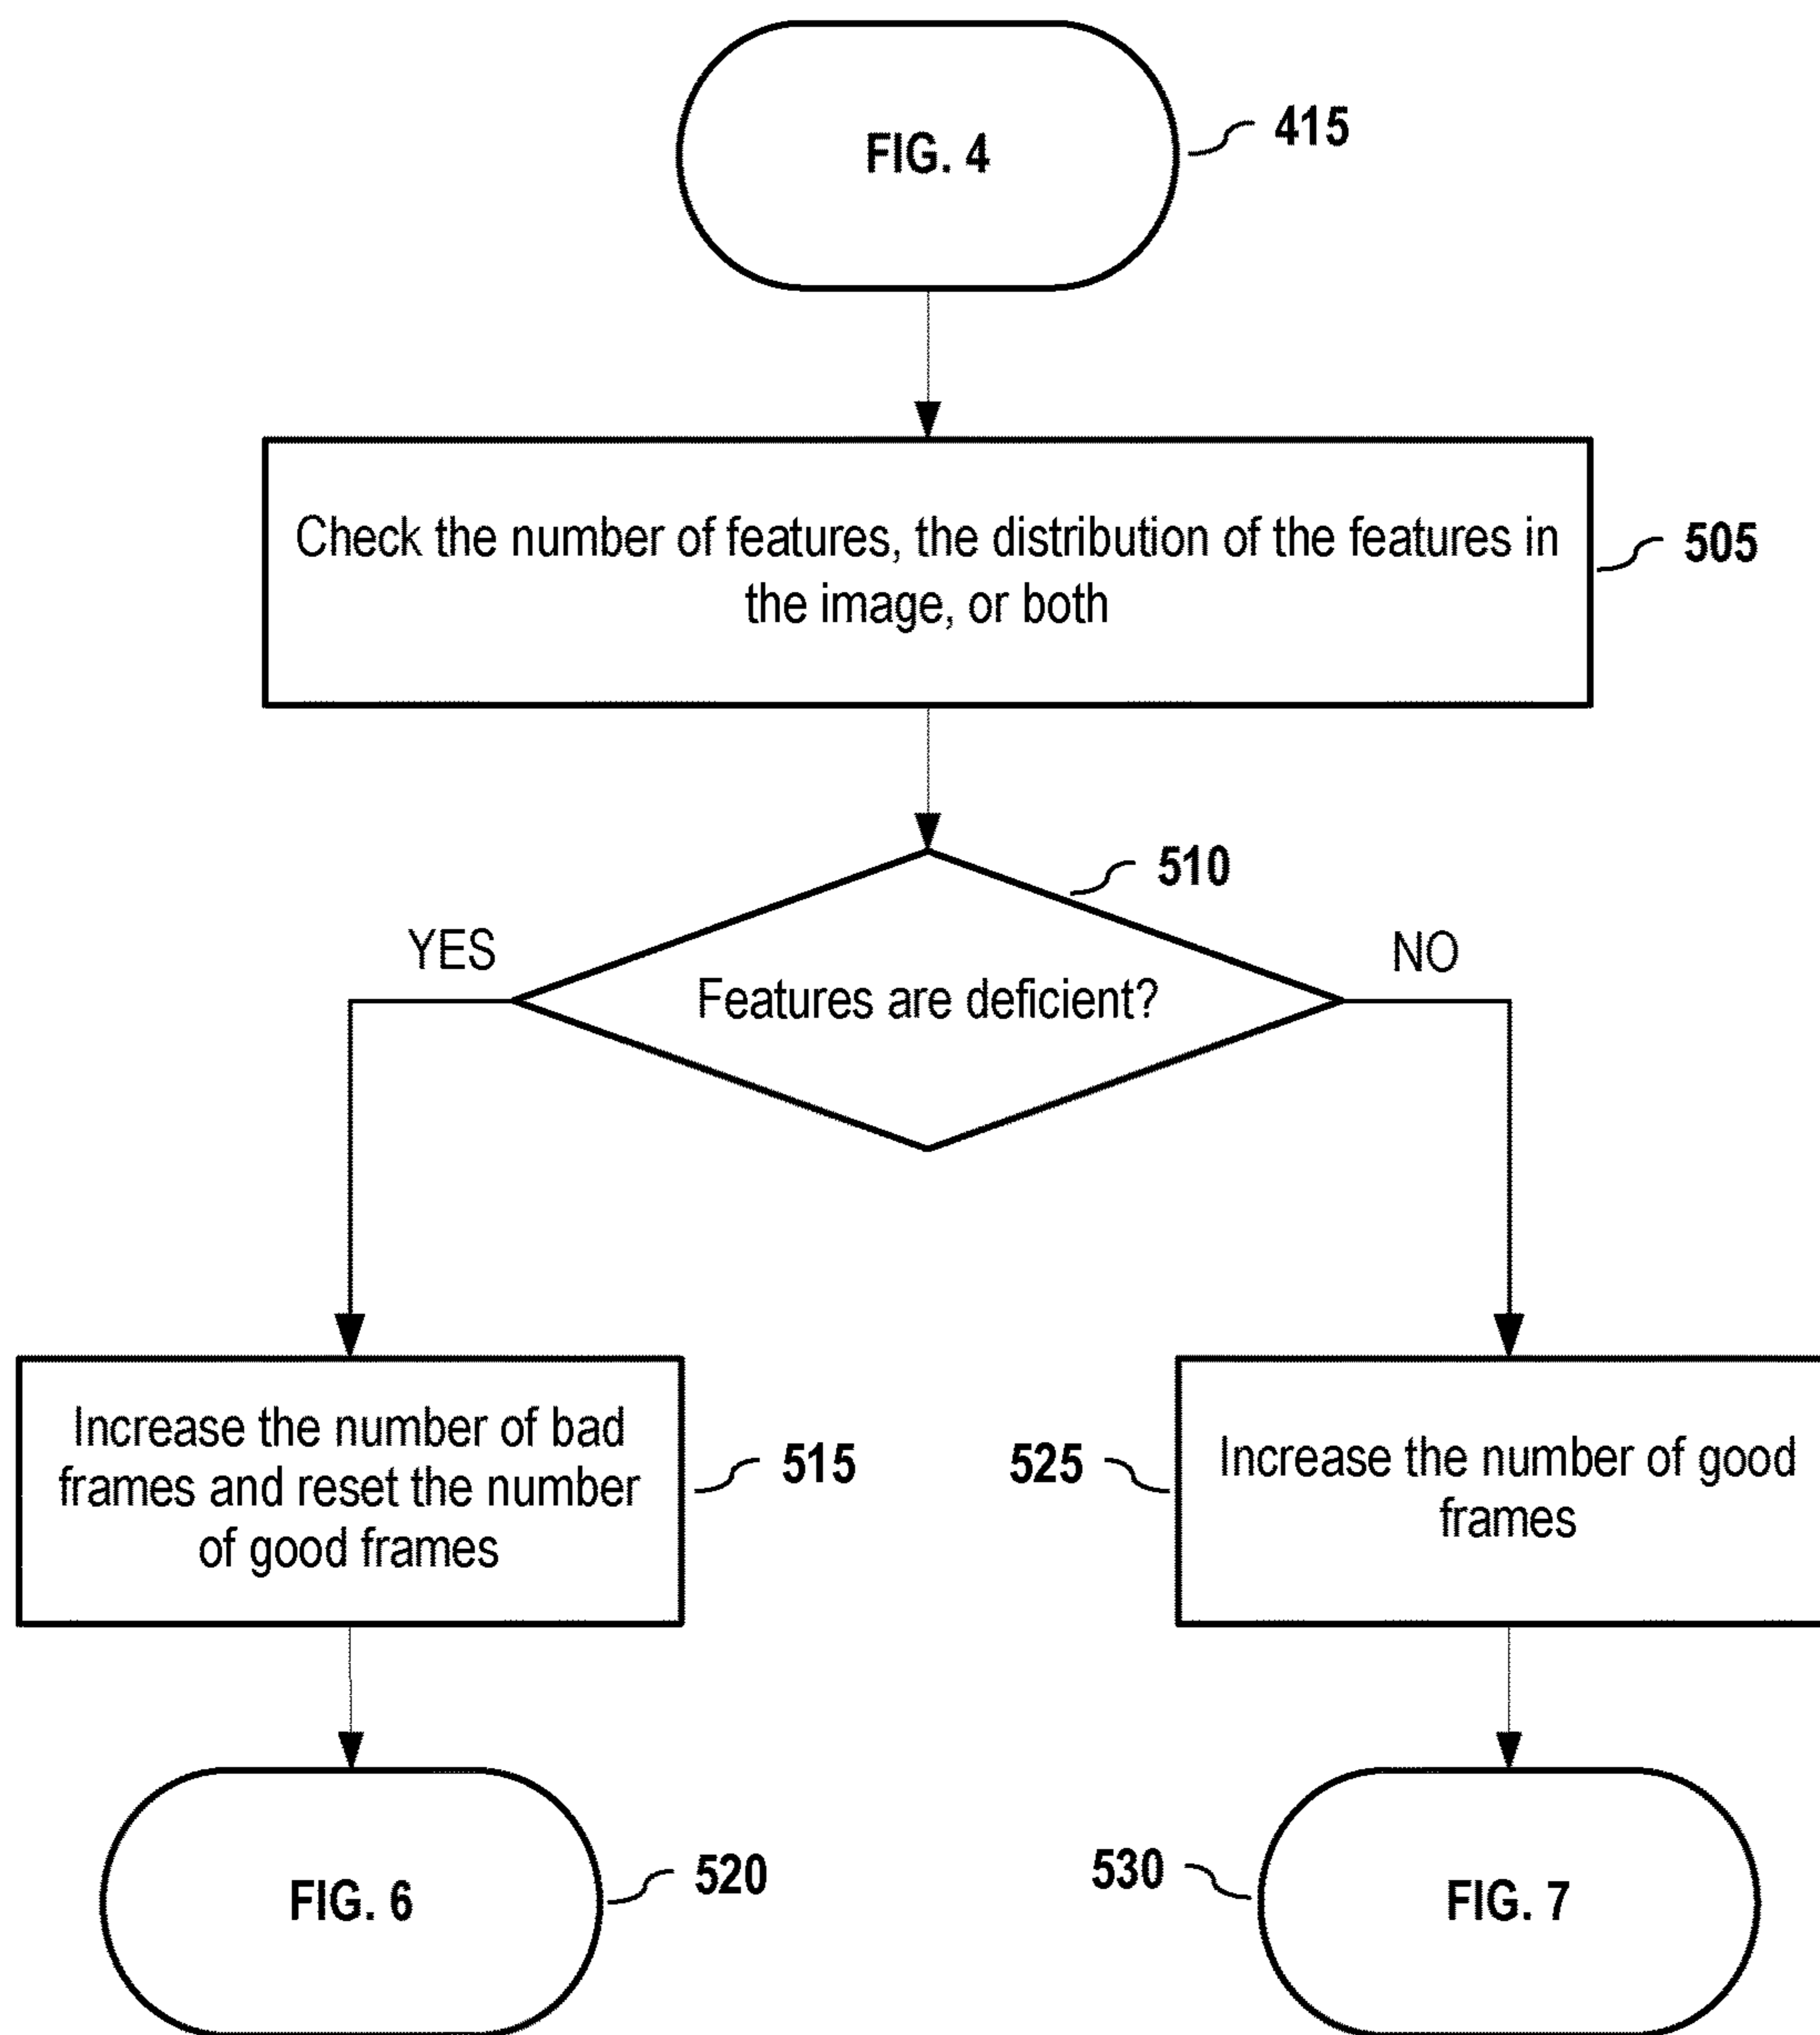 FIG. 4
415
Check the number of features, the distribution of the features in
the image, or both
505
510
YES
NO
Features are deficient?
Increase the number of bad
frames and reset the number
of good frames
515
525
Increase the number of good
frames
FIG. 6
520
530
FIG. 7